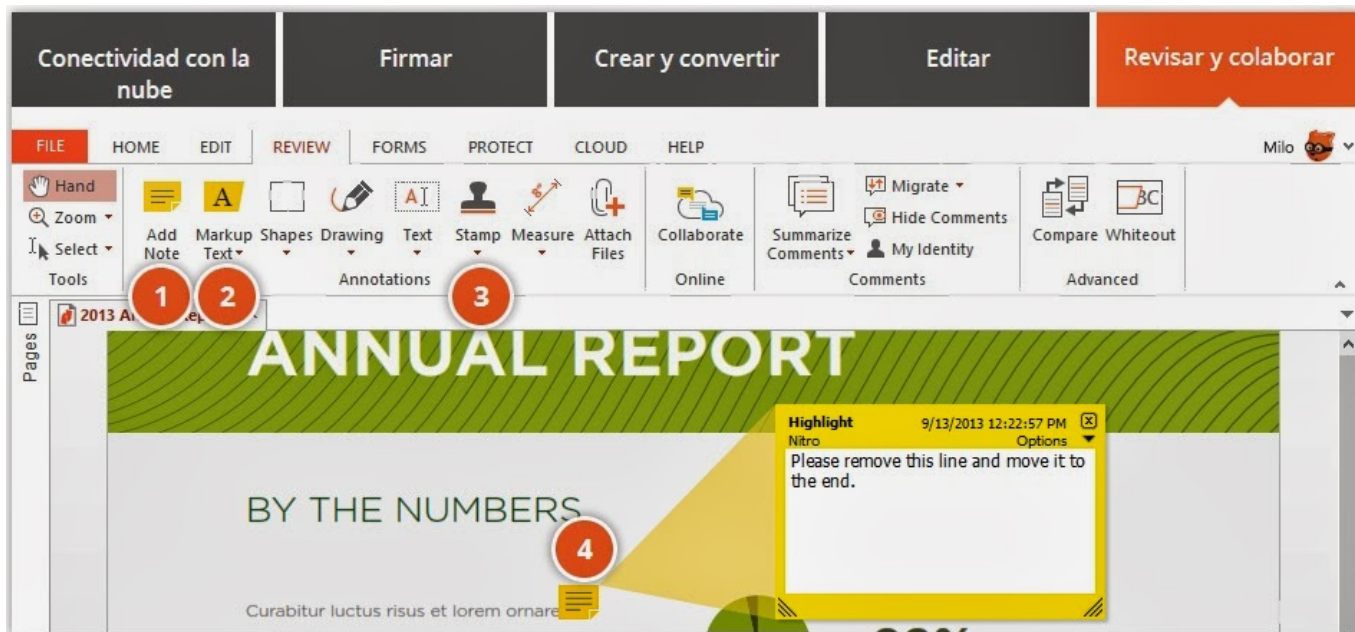 Conectividad con la
nube
Firmar
Crear y convertir
Editar
Revisar y colaborar
FILE HOME EDIT REVIEW FORMS PROTECT CLOUD HELP Milo
Hand
Zoom
Select
Tools
Add
Note
Markup
Text
Shapes
Drawing
Text
Stamp
Measure
Attach
Files
Annotations
Collaborate
Online
Summarize
Comments
Migrate
Hide Comments
My Identity
Comments
Compare
Whiteout
Advanced
1
2
3
2013
Pages
ANNUAL REPORT
Highlight 9/13/2013 12:22:57 PM
Nitro Options
Please remove this line and move it to
the end.
BY THE NUMBERS
4
Curabitur luctus risus et lorem ornare